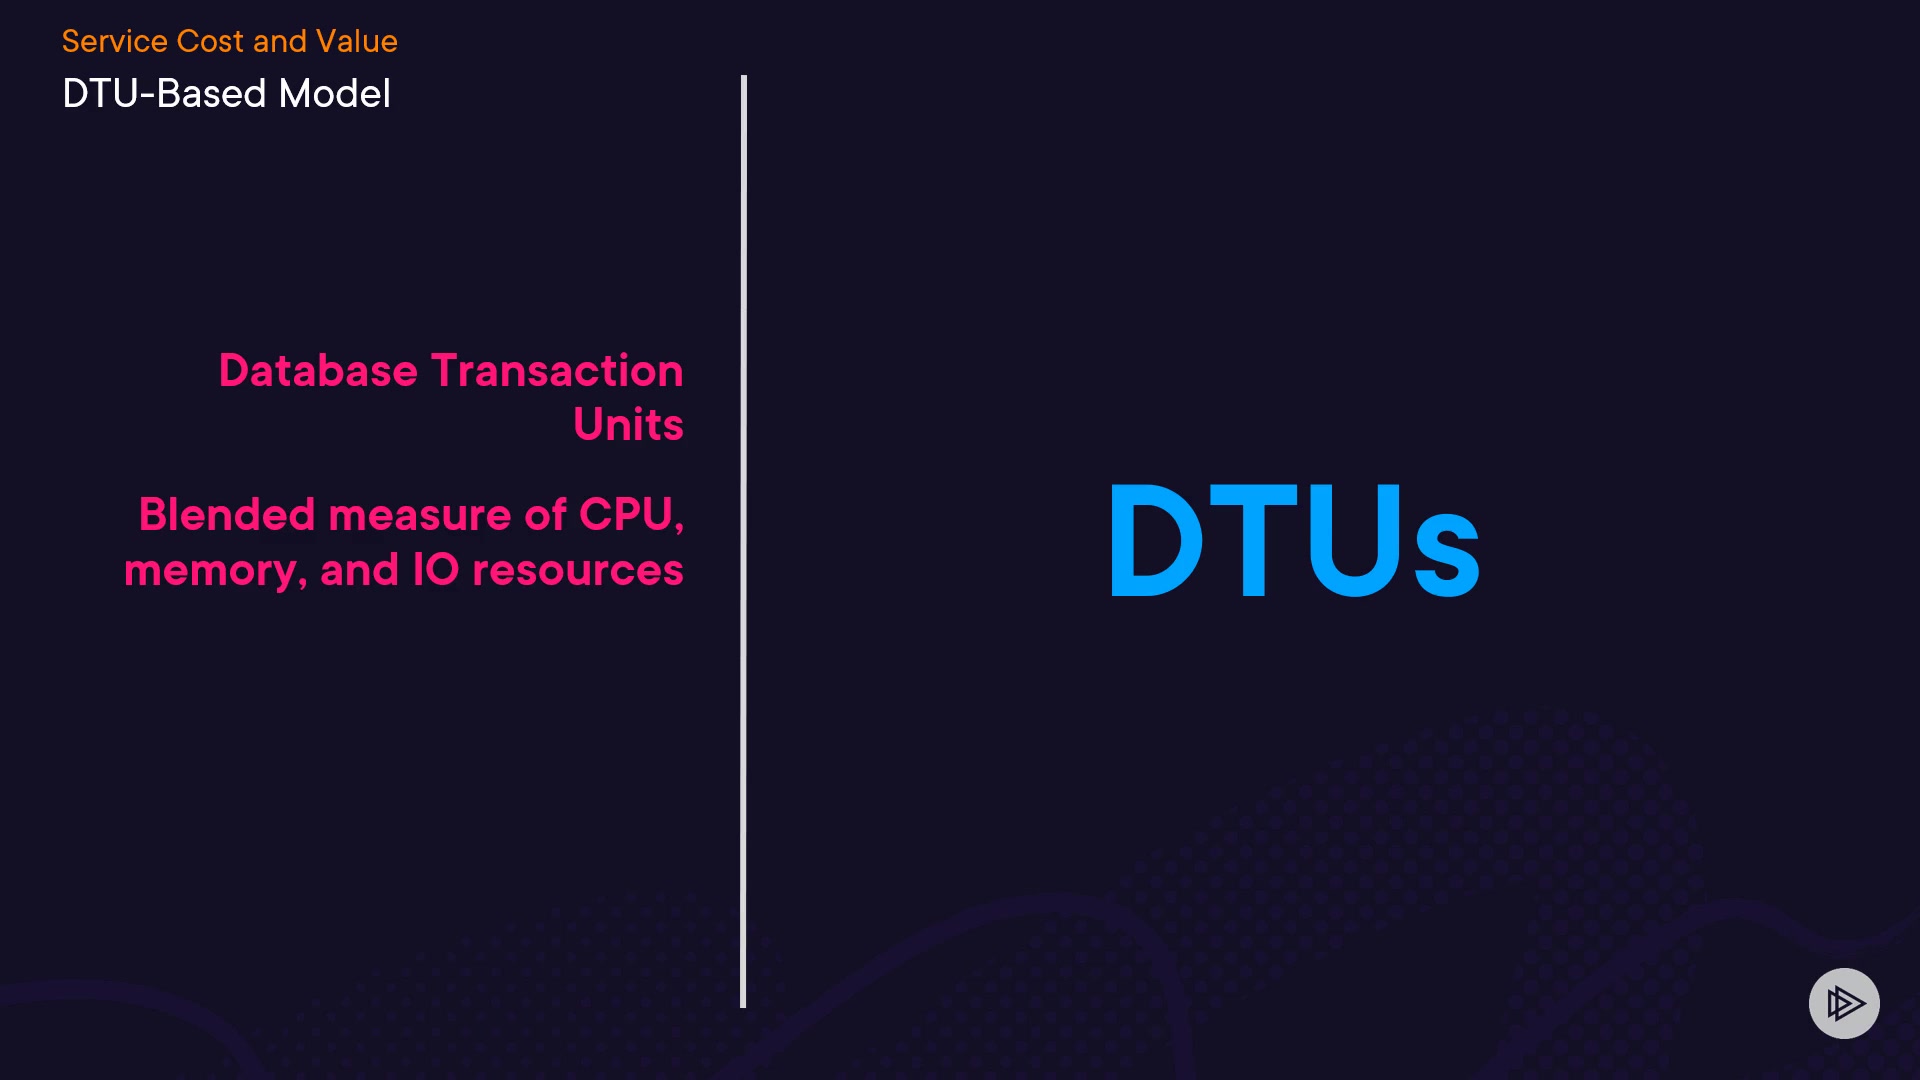 Service Cost and Value
DTU-Based Model
Database Transaction
Units
Blended measure of CPU,
memory, and IO resources
DTUs